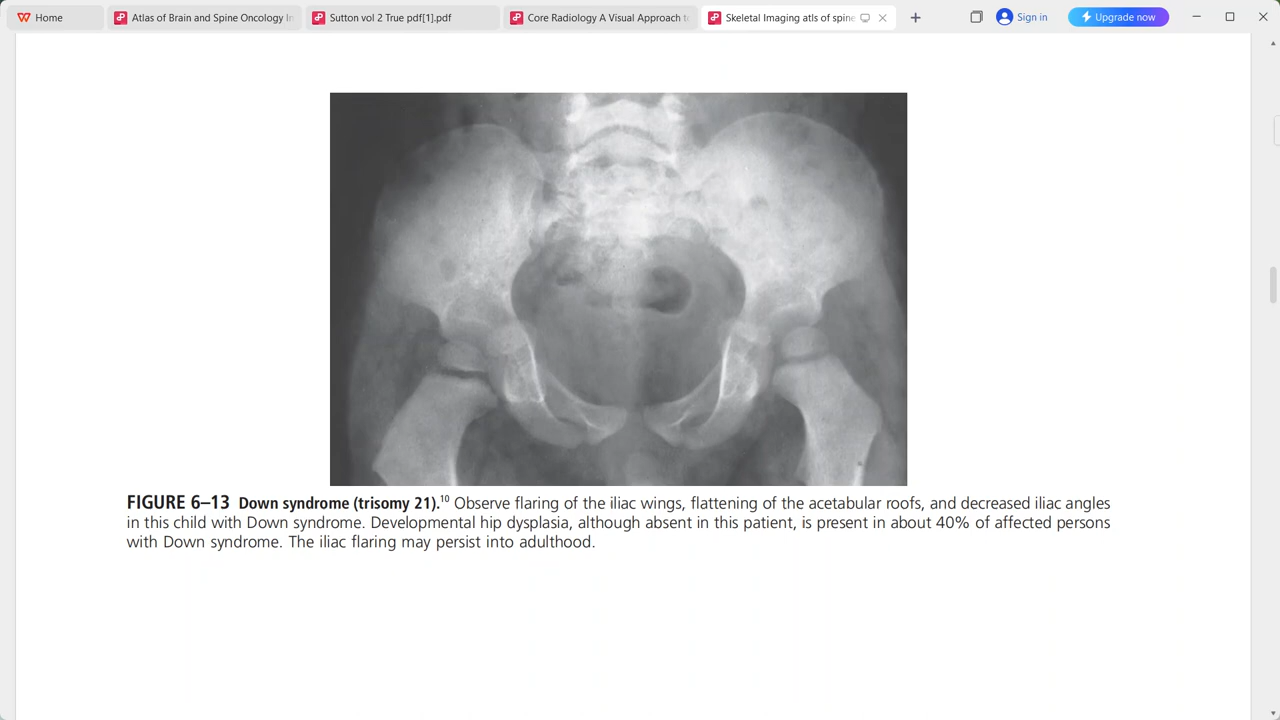 Home
Atlas of Brain and Spine Oncology
Sutton vol 2 True pdf[1].pdf
Core Radiology A Visual Approach
Skeletal Imaging atls of spine
Sign in
Upgrade now
FIGURE 6–13 Down syndrome (trisomy 21).10 Observe flaring of the iliac wings, flattening of the acetabular roofs, and decreased iliac angles
in this child with Down syndrome. Developmental hip dysplasia, although absent in this patient, is present in about 40% of affected persons
with Down syndrome. The iliac flaring may persist into adulthood.